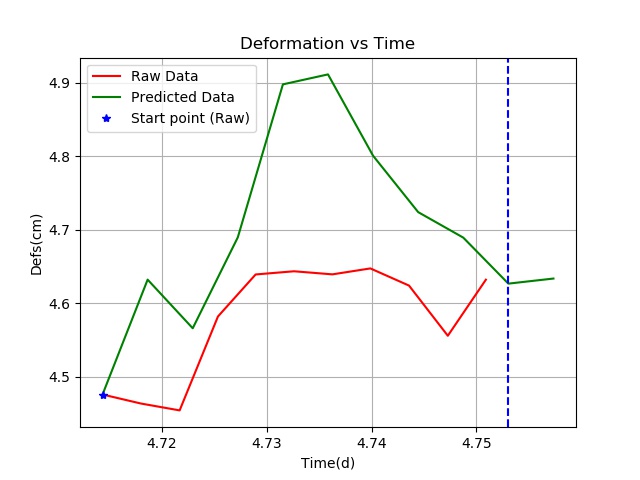 Deformation vs Time
Raw Data
Predicted Data
Start point (Raw)
4.9
4.8
4.7
4.6
4.5
Defs(cm)
4.72 4.73 4.74 4.75
Time(d)